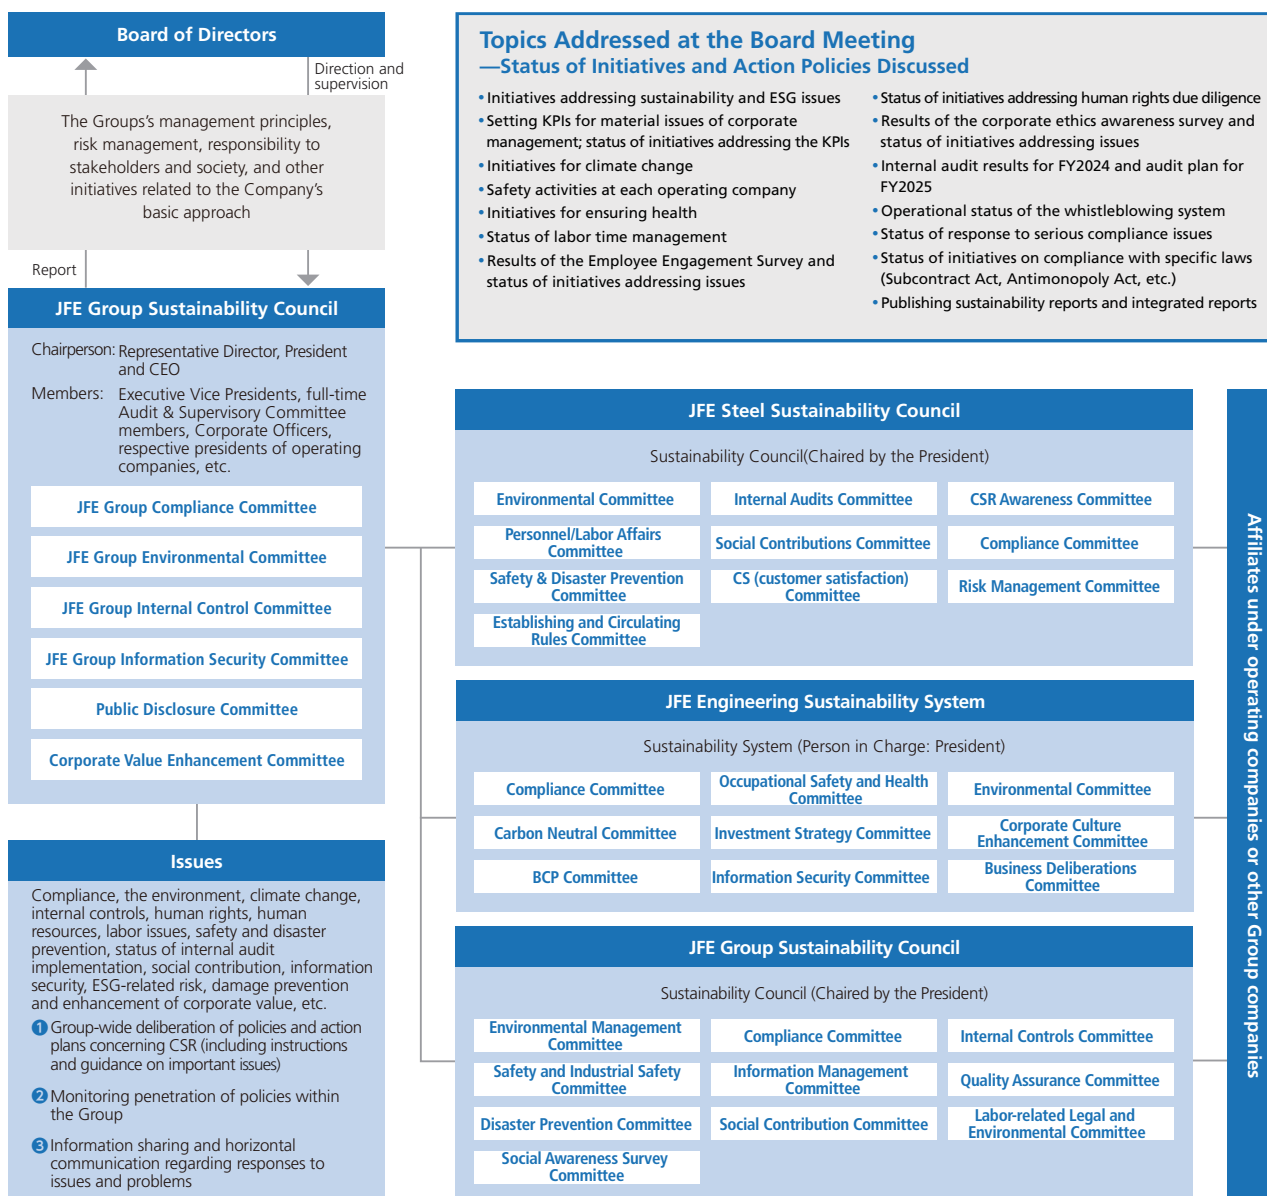 Board of Directors
Direction and
supervision
The Groups's management principles,
risk management, responsibility to
stakeholders and society, and other
initiatives related to the Company's
basic approach
Report
JFE Group Sustainability Council
Chairperson: Representative Director, President
and CEO
Members: Executive Vice Presidents, full-time
Audit & Supervisory Committee
members, Corporate Officers,
respective presidents of operating
companies, etc.
JFE Group Compliance Committee
JFE Group Environmental Committee
JFE Group Internal Control Committee
JFE Group Information Security Committee
Public Disclosure Committee
Corporate Value Enhancement Committee
Issues
Compliance, the environment, climate change,
internal controls, human rights, human
resources, labor issues, safety and disaster
prevention, status of internal audit
implementation, social contribution, information
security, ESG-related risk, damage prevention
and enhancement of corporate value, etc.
❶ Group-wide deliberation of policies and action
plans concerning CSR (including instructions
and guidance on important issues)
❷ Monitoring penetration of policies within
the Group
❸ Information sharing and horizontal
communication regarding responses to
issues and problems
Topics Addressed at the Board Meeting
—Status of Initiatives and Action Policies Discussed
• Initiatives addressing sustainability and ESG issues
• Setting KPIs for material issues of corporate
management; status of initiatives addressing the KPIs
• Initiatives for climate change
• Safety activities at each operating company
• Initiatives for ensuring health
• Status of labor time management
• Results of the Employee Engagement Survey and
status of initiatives addressing issues
• Status of initiatives addressing human rights due diligence
• Results of the corporate ethics awareness survey and
status of initiatives addressing issues
• Internal audit results for FY2024 and audit plan for
FY2025
• Operational status of the whistleblowing system
• Status of response to serious compliance issues
• Status of initiatives on compliance with specific laws
(Subcontract Act, Antimonopoly Act, etc.)
• Publishing sustainability reports and integrated reports
JFE Steel Sustainability Council
Sustainability Council(Chaired by the President)
Environmental Committee
Internal Audits Committee
CSR Awareness Committee
Personnel/Labor Affairs
Committee
Social Contributions Committee
Compliance Committee
Safety & Disaster Prevention
Committee
CS (customer satisfaction)
Committee
Risk Management Committee
Establishing and Circulating
Rules Committee
JFE Engineering Sustainability System
Sustainability System (Person in Charge: President)
Compliance Committee
Occupational Safety and Health
Committee
Environmental Committee
Carbon Neutral Committee
Investment Strategy Committee
Corporate Culture
Enhancement Committee
BCP Committee
Information Security Committee
Business Deliberations
Committee
JFE Group Sustainability Council
Sustainability Council (Chaired by the President)
Environmental Management
Committee
Compliance Committee
Internal Controls Committee
Safety and Industrial Safety
Committee
Information Management
Committee
Quality Assurance Committee
Disaster Prevention Committee
Social Contribution Committee
Labor-related Legal and
Environmental Committee
Social Awareness Survey
Committee
Affiliates under operating companies or other Group companies